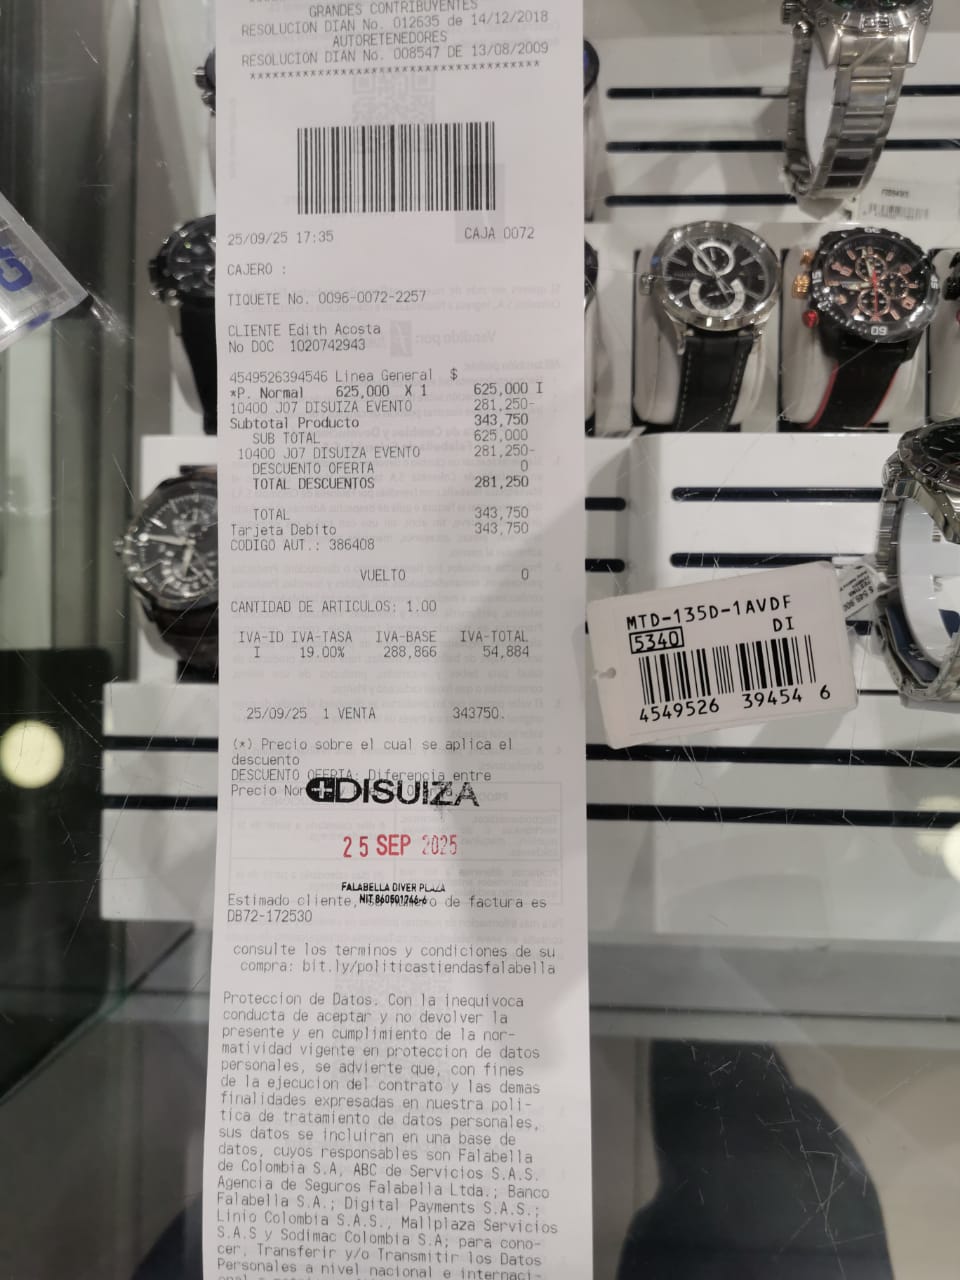 GRANDES CONTRIBUYENTES
RESOLUCION DIAN No. 012635 de 14/12/2018
AUTORETENEDORES
RESOLUCION DIAN No. 008547 DE 13/08/2009
****************************************
25/09/25 17:35 CAJA 0072
CAJERO :
TIQUETE No. 0096-0072-2257
CLIENTE Edith Acosta
No DOC 1020742943
4549526394546 Linea General $
*P. Normal 625,000 X 1 625,000 I
10400 J07 DISUIZA EVENTO 281,250-
Subtotal Producto 343,750
SUB TOTAL 625,000
10400 J07 DISUIZA EVENTO 281,250-
DESCUENTO OFERTA 0
TOTAL DESCUENTOS 281,250
TOTAL 343,750
Tarjeta Debito 343,750
CODIGO AUT.: 386408
VUELTO 0
CANTIDAD DE ARTICULOS: 1.00
IVA-ID IVA-TASA IVA-BASE IVA-TOTAL
I 19.00% 288,866 54,884
25/09/25 1 VENTA 343750.
(*) Precio sobre el cual se aplica el
descuento
DESCUENTO OFERTA: Diferencia entre
Precio
DISUIZA
25 SEP 2025
FALABELLA DIVER PLAZA
NIT.860501246-6
Estimado cliente, su numero de factura es
DB72-172530
consulte los terminos y condiciones de su
compra: bit.ly/politicastiendasfalabella
Proteccion de Datos. Con la inequivoca
conducta de aceptar y no devolver la
presente y en cumplimiento de la nor-
matividad vigente en proteccion de datos
personales, se advierte que, con fines
de la ejecucion del contrato y las demas
finalidades expresadas en nuestra poli-
tica de tratamiento de datos personales,
sus datos se incluiran en una base de
datos, cuyos responsables son Falabella
de Colombia S.A, ABC de Servicios S.A.S.
Agencia de Seguros Falabella Ltda.; Banco
Falabella S.A.; Digital Payments S.A.S.;
Linio Colombia S.A.S., Mallplaza Servicios
S.A.S y Sodimac Colombia S.A; para cono-
cer, Transferir y/o Transmitir los Datos
Personales a nivel nacional e internaci-
MTD-135D-1AVDF
5340 DI
4549526 39454 6